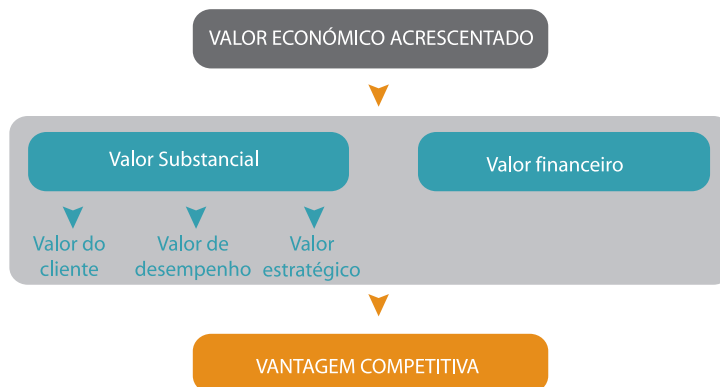 VALOR ECONÓMICO ACRESCENTADO
Valor Substancial
Valor financeiro
Valor do
cliente
Valor de
desempenho
Valor
estratégico
VANTAGEM COMPETITIVA